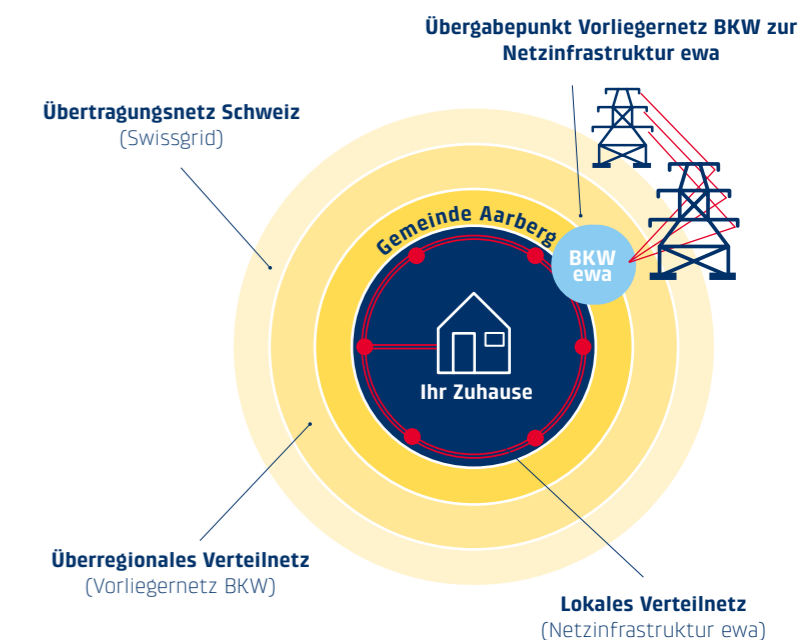 Übergabepunkt Vorliegernetz BKW zur
Netzinfrastruktur ewa
Übertragungsnetz Schweiz
(Swissgrid)
Gemeinde Aarberg
BKW
ewa
Ihr Zuhause
Überregionales Verteilnetz
(Vorliegernetz BKW)
Lokales Verteilnetz
(Netzinfrastruktur ewa)